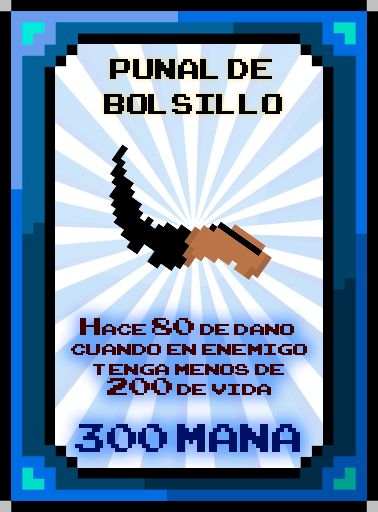 PUNAL DE
BOLSILLO
HACE 80 DE DANO
CUANDO EN ENEMIGO
TENGA MENOS DE
200 DE VIDA
300 MANA